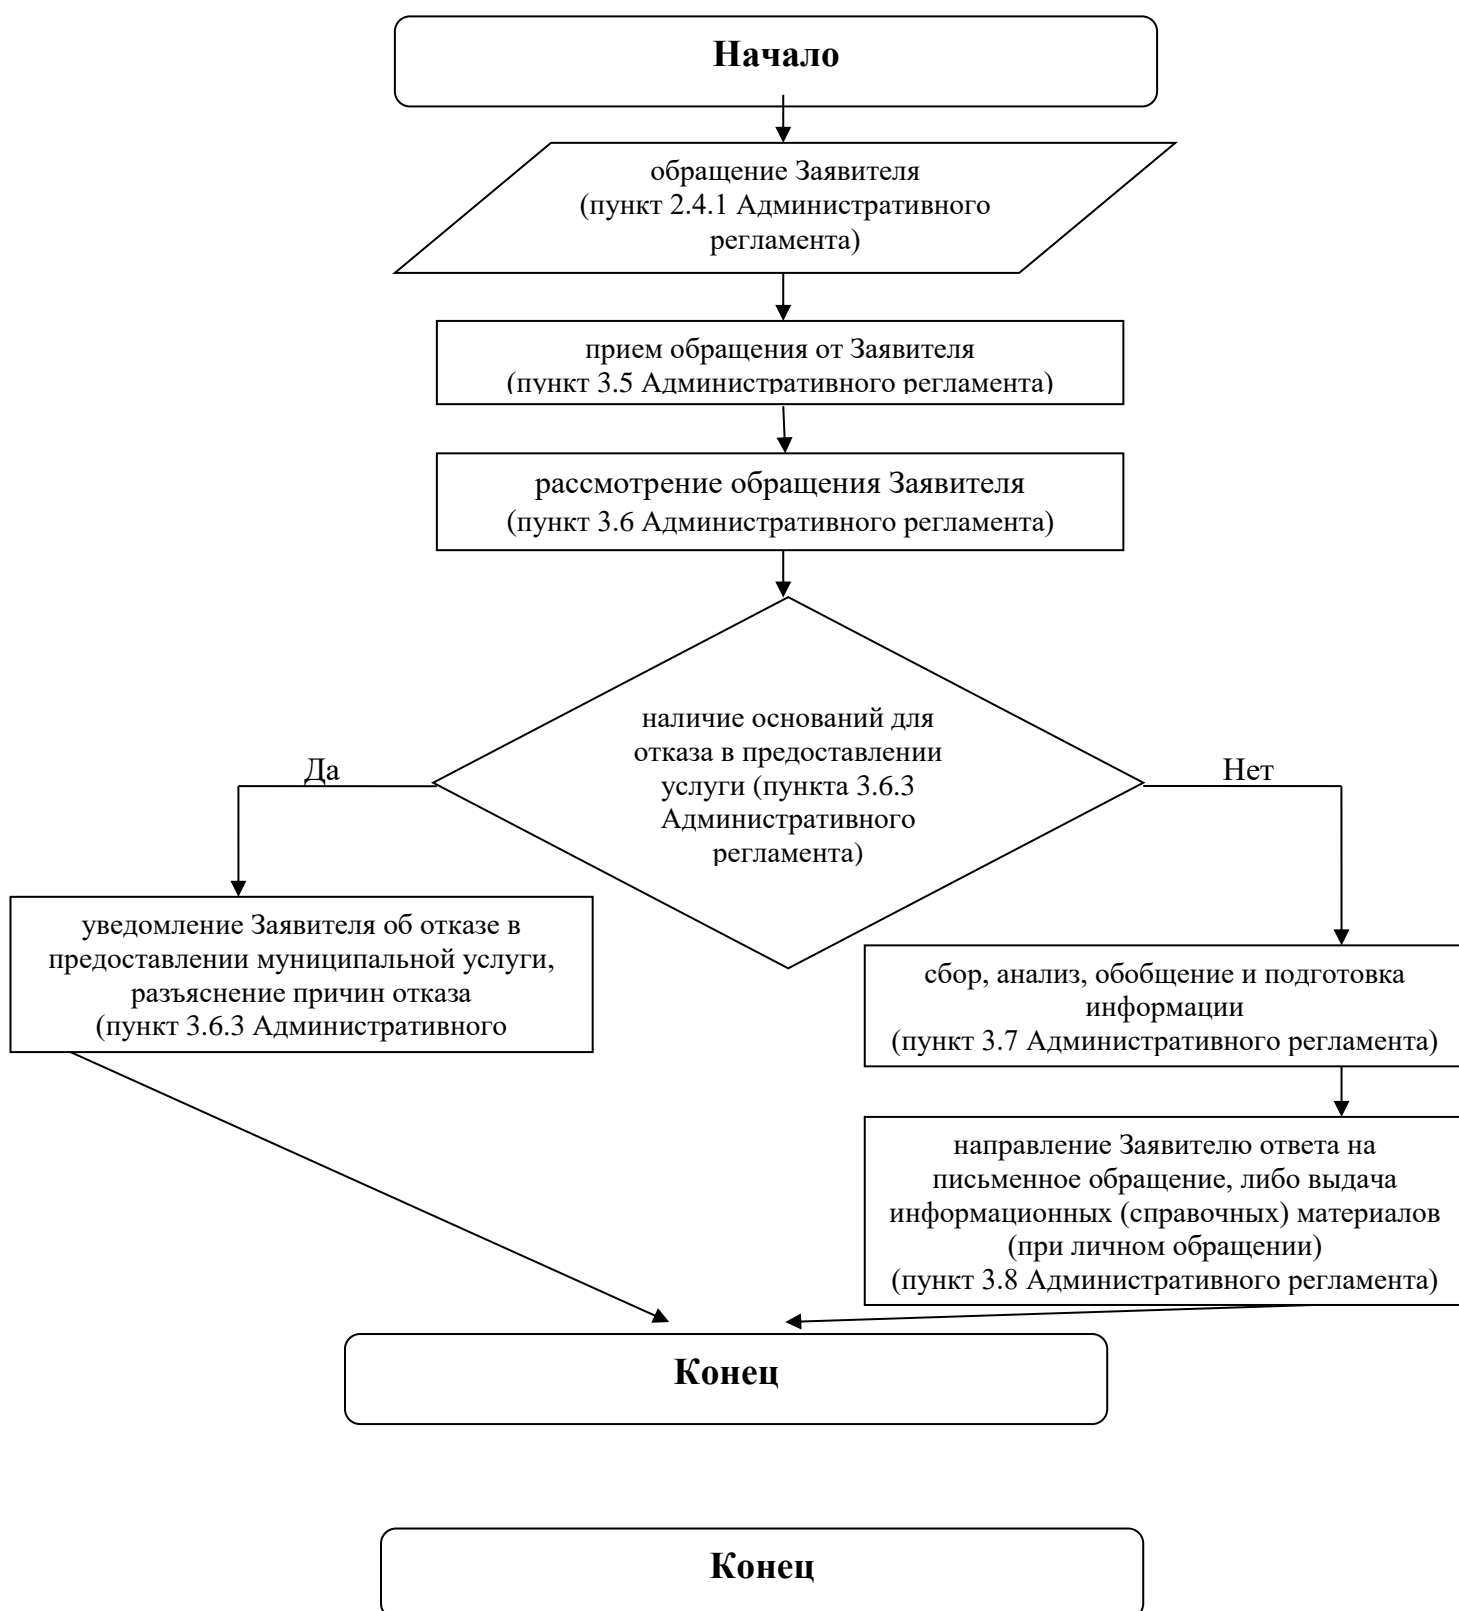 Начало
обращение Заявителя
(пункт 2.4.1 Административного
регламента)
прием обращения от Заявителя
(пункт 3.5 Административного регламента)
рассмотрение обращения Заявителя
(пункт 3.6 Административного регламента)
наличие оснований для
отказа в предоставлении
услуги (пункта 3.6.3
Административного
регламента)
Да
Нет
уведомление Заявителя об отказе в
предоставлении муниципальной услуги,
разъяснение причин отказа
(пункт 3.6.3 Административного
сбор, анализ, обобщение и подготовка
информации
(пункт 3.7 Административного регламента)
направление Заявителю ответа на
письменное обращение, либо выдача
информационных (справочных) материалов
(при личном обращении)
(пункт 3.8 Административного регламента)
Конец
Конец